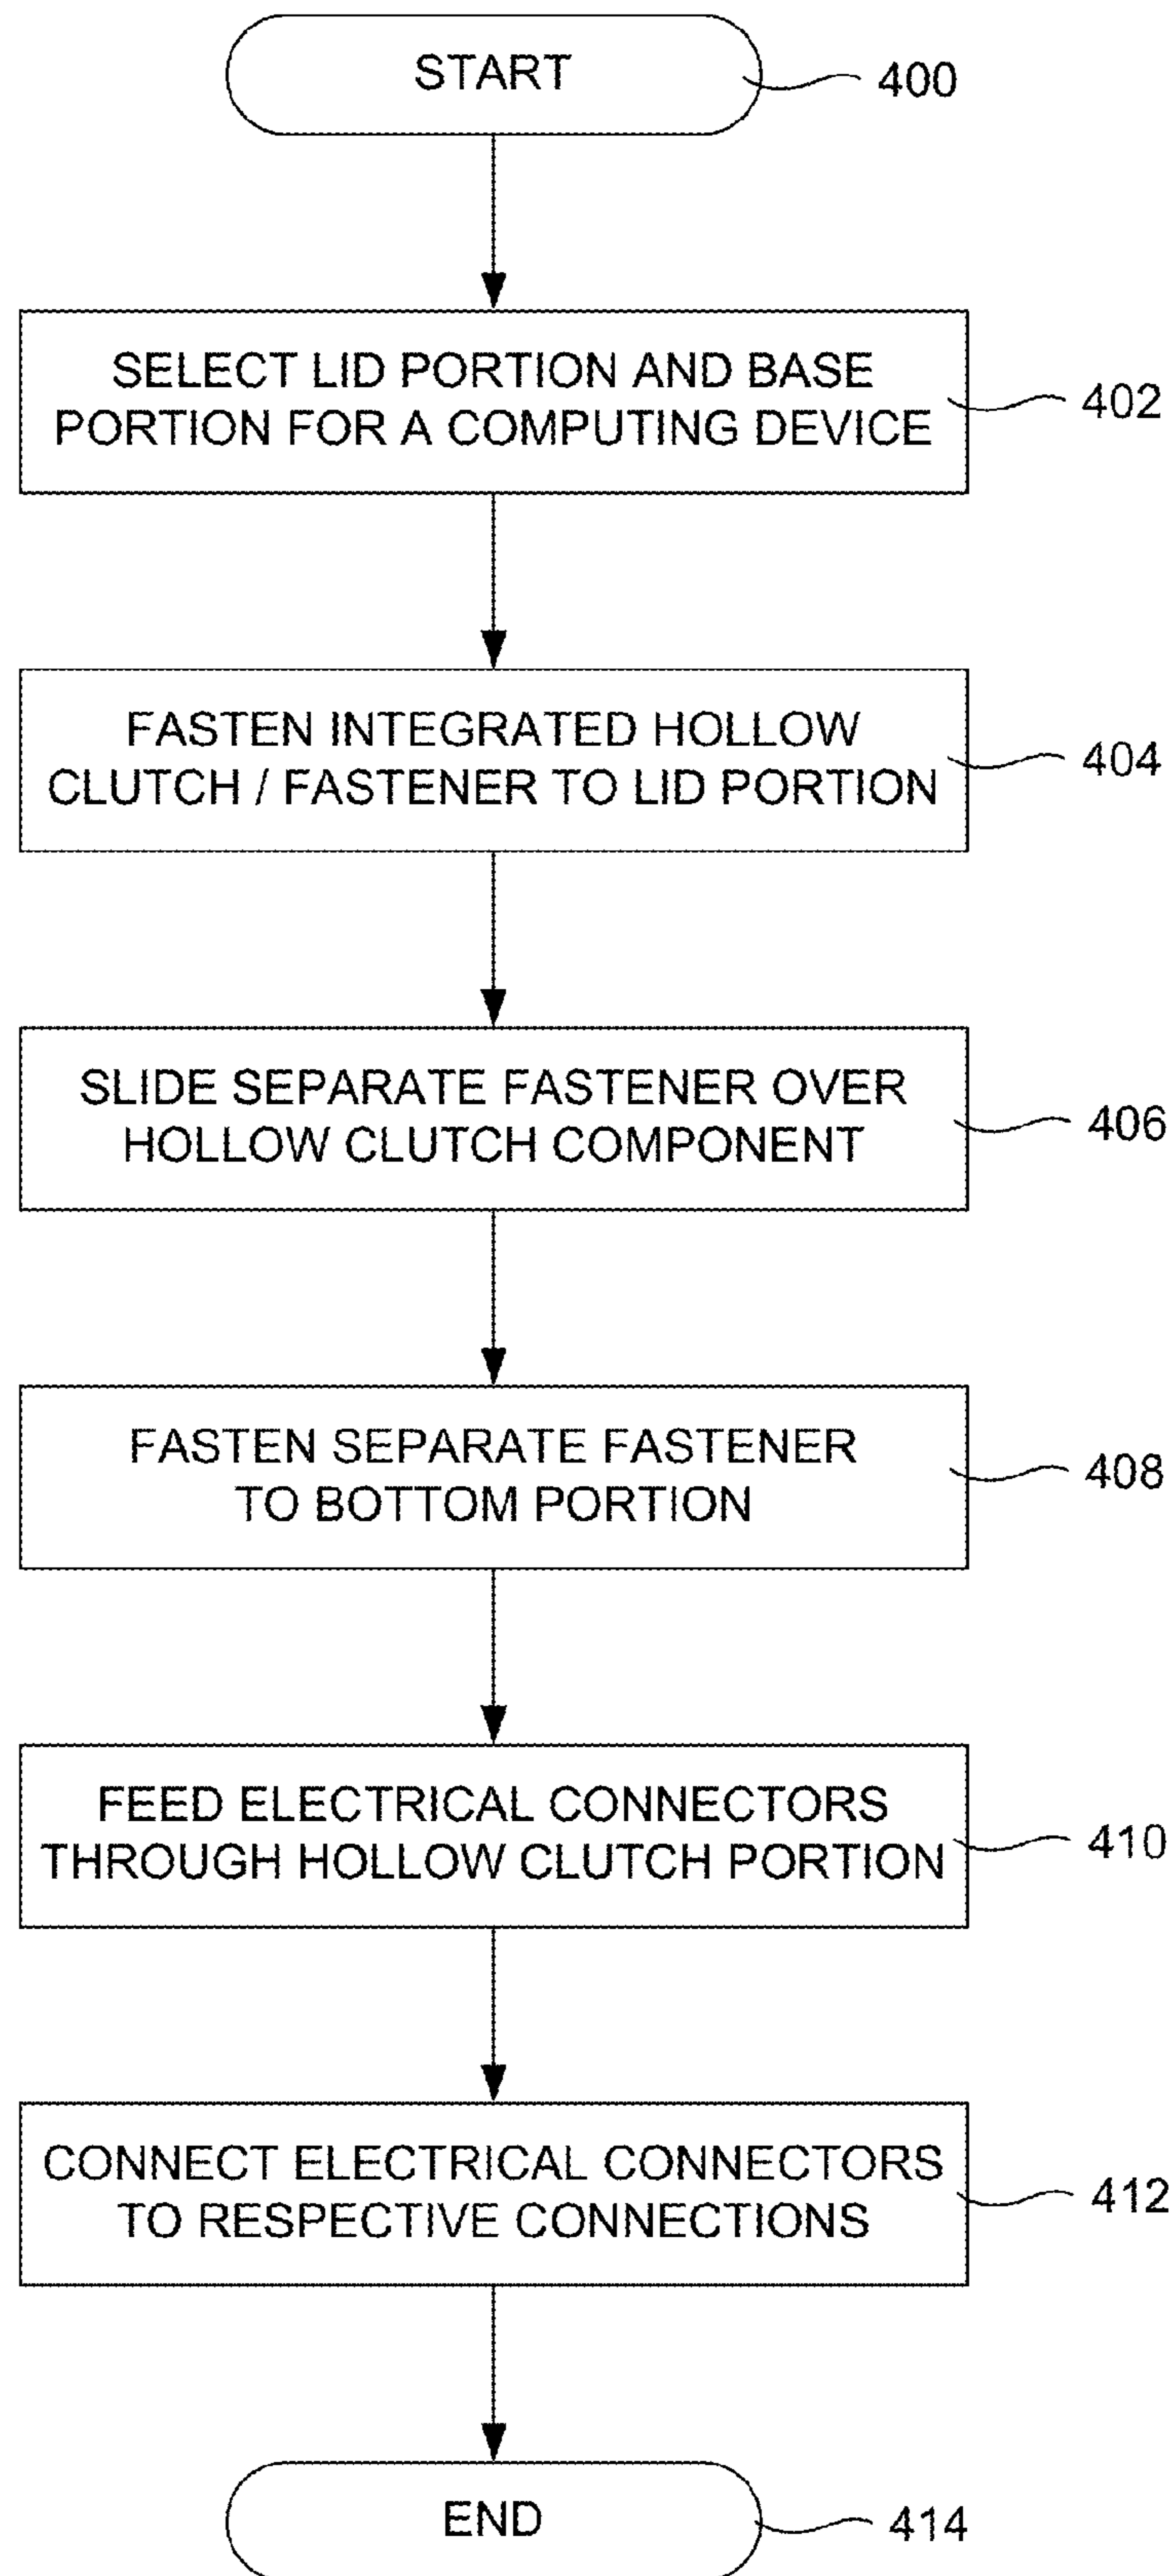 START
400
SELECT LID PORTION AND BASE
PORTION FOR A COMPUTING DEVICE
402
FASTEN INTEGRATED HOLLOW
CLUTCH / FASTENER TO LID PORTION
404
SLIDE SEPARATE FASTENER OVER
HOLLOW CLUTCH COMPONENT
406
FASTEN SEPARATE FASTENER
TO BOTTOM PORTION
408
FEED ELECTRICAL CONNECTORS
THROUGH HOLLOW CLUTCH PORTION
410
CONNECT ELECTRICAL CONNECTORS
TO RESPECTIVE CONNECTIONS
412
END
414